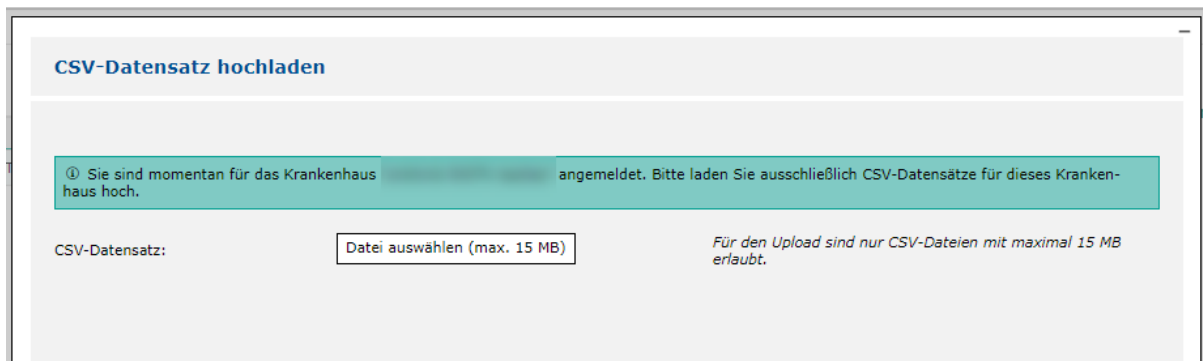 CSV-Datensatz hochladen
ⓘ Sie sind momentan für das Krankenhaus angemeldet. Bitte laden Sie ausschließlich CSV-Datensätze für dieses Kranken-
haus hoch.
CSV-Datensatz:
Datei auswählen (max. 15 MB)
Für den Upload sind nur CSV-Dateien mit maximal 15 MB
erlaubt.